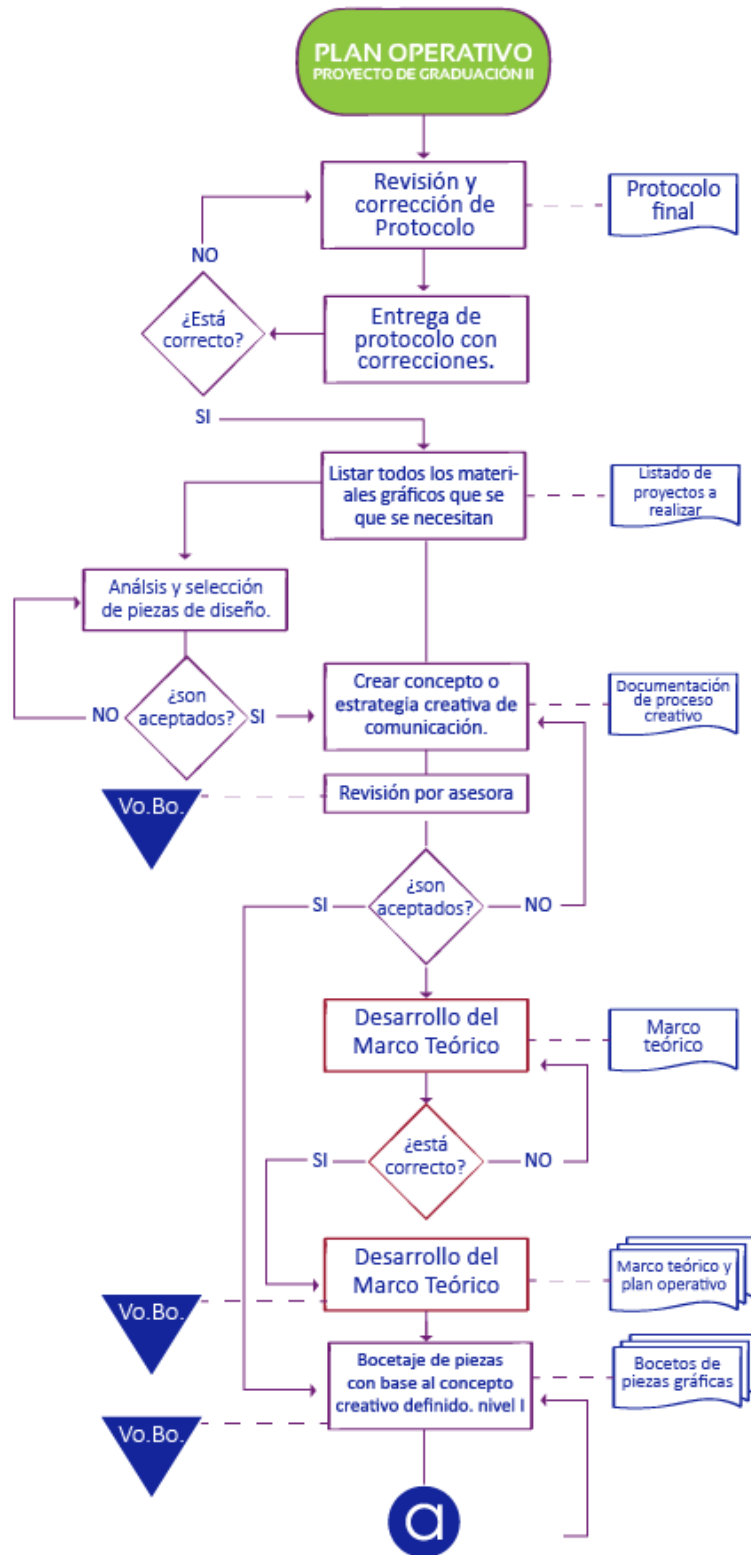 PLAN OPERATIVO
PROYECTO DE GRADUACIÓN II
Revisión y
corrección de
Protocolo
Protocolo
final
NO
¿Está
correcto?
Entrega de
protocolo con
correcciones.
SI
Listar todos los materi-
ales gráficos que se
que se necesitan
Listado de
proyectos a
realizar
Análsis y selección
de piezas de diseño.
NO
¿son
aceptados?
SI
Crear concepto o
estrategia creativa de
comunicación.
Documentación
de proceso
creativo
Vo.Bo.
Revisión por asesora
SI
¿son
aceptados?
NO
Desarrollo del
Marco Teórico
Marco
teórico
SI
¿está
correcto?
NO
Desarrollo del
Marco Teórico
Marco teórico y
plan operativo
Vo.Bo.
Bocetaje de piezas
con base al concepto
creativo definido. nivel I
Bocetos de
piezas gráficas
Vo.Bo.
a